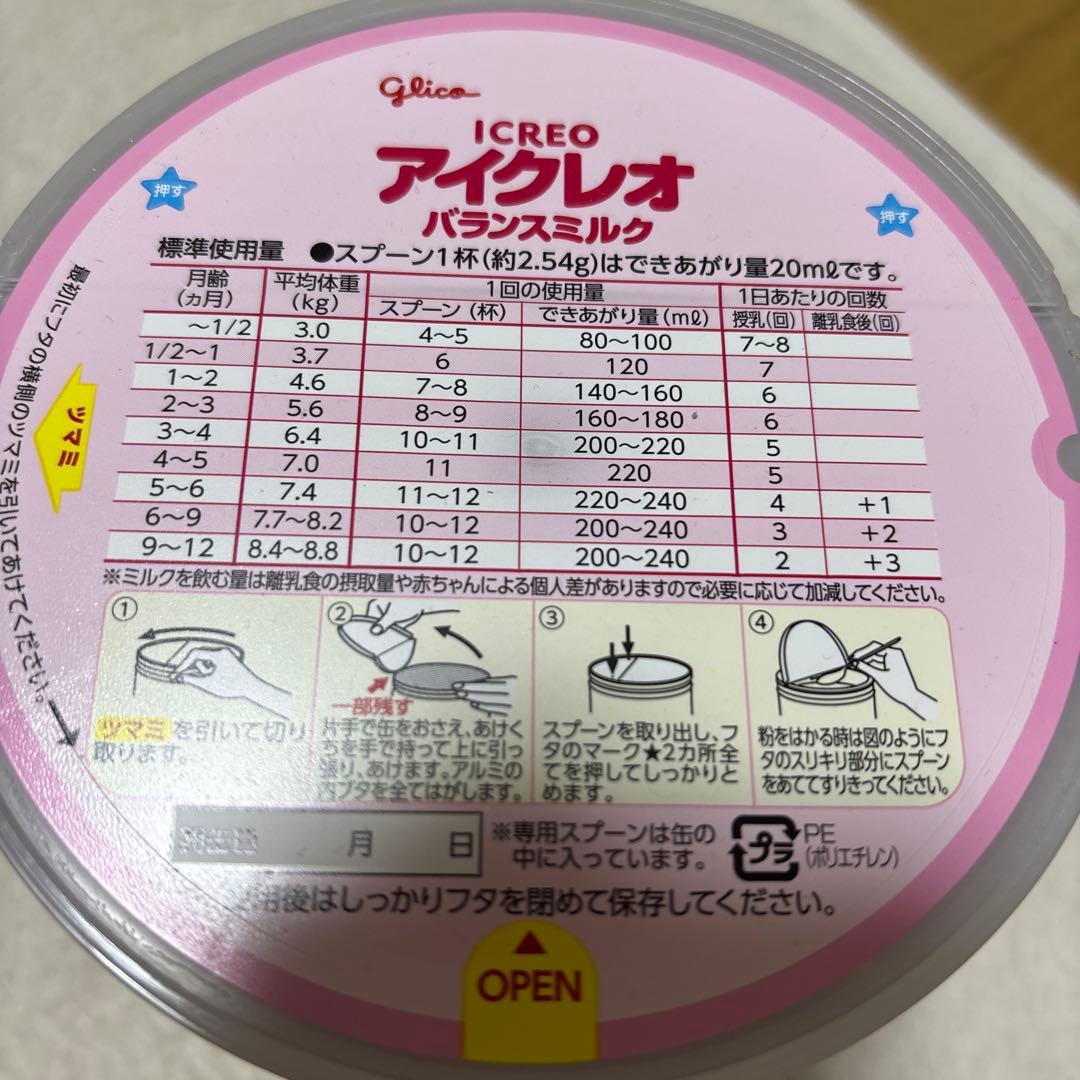 Glico
ICREO
アイクレオ
バランスミルク
押す
押す
標準使用量 ●スプーン1杯(約2.54g)はできあがり量20mℓです。
月齢(ヵ月) 平均体重(kg) 1回の使用量 1日あたりの回数
スプーン(杯) できあがり量(mℓ) 授乳(回) 離乳食後(回)
～1/2 3.0 4～5 80～100 7～8
1/2～1 3.7 6 120 7
1～2 4.6 7～8 140～160 6
2～3 5.6 8～9 160～180 6
3～4 6.4 10～11 200～220 5
4～5 7.0 11 220 5
5～6 7.4 11～12 220～240 4 +1
6～9 7.7～8.2 10～12 200～240 3 +2
9～12 8.4～8.8 10～12 200～240 2 +3
※ミルクを飲む量は離乳食の摂取量や赤ちゃんによる個人差がありますので必要に応じて加減してください。
最初にフタの横側のツマミを引いてあけてください。
ツマミ
①
ツマミを引いて切り
取ります。
②
一部残す
片手で缶をおさえ、あけく
ちを手で持って上に引っ
張り、あけます。アルミの
内ブタを全てはがします。
③
スプーンを取り出し、フ
タのマーク★2カ所全
てを押してしっかりと
めます。
④
粉をはかる時は図のようにフ
タのスリキリ部分にスプーン
をあててすりきってください。
月 日
※専用スプーンは缶の
中に入っています。
プラ
PE
(ポリエチレン)
使用後はしっかりフタを閉めて保存してください。
▲
OPEN